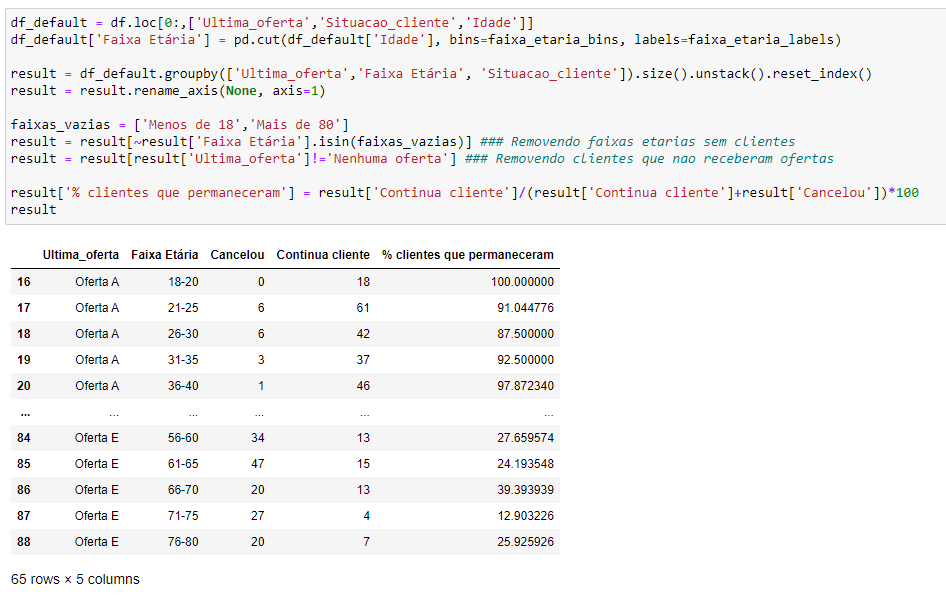 df_default = df.loc[0:,['Ultima_oferta','Situacao_cliente','Idade']]
df_default['Faixa Etária'] = pd.cut(df_default['Idade'], bins=faixa_etaria_bins, labels=faixa_etaria_labels)
result = df_default.groupby(['Ultima_oferta','Faixa Etária', 'Situacao_cliente']).size().unstack().reset_index()
result = result.rename_axis(None, axis=1)
faixas_vazias = ['Menos de 18','Mais de 80']
result = result[~result['Faixa Etária'].isin(faixas_vazias)] ### Removendo faixas etarias sem clientes
result = result[result['Ultima_oferta']!='Nenhuma oferta'] ### Removendo clientes que nao receberam ofertas
result['% clientes que permaneceram'] = result['Continua cliente']/(result['Continua cliente']+result['Cancelou'])*100
result
Ultima_oferta Faixa Etária Cancelou Continua cliente % clientes que permaneceram
16 Oferta A 18-20 0 18 100.000000
17 Oferta A 21-25 6 61 91.044776
18 Oferta A 26-30 6 42 87.500000
19 Oferta A 31-35 3 37 92.500000
20 Oferta A 36-40 1 46 97.872340
... ... ... ... ... ...
84 Oferta E 56-60 34 13 27.659574
85 Oferta E 61-65 47 15 24.193548
86 Oferta E 66-70 20 13 39.393939
87 Oferta E 71-75 27 4 12.903226
88 Oferta E 76-80 20 7 25.925926
65 rows × 5 columns